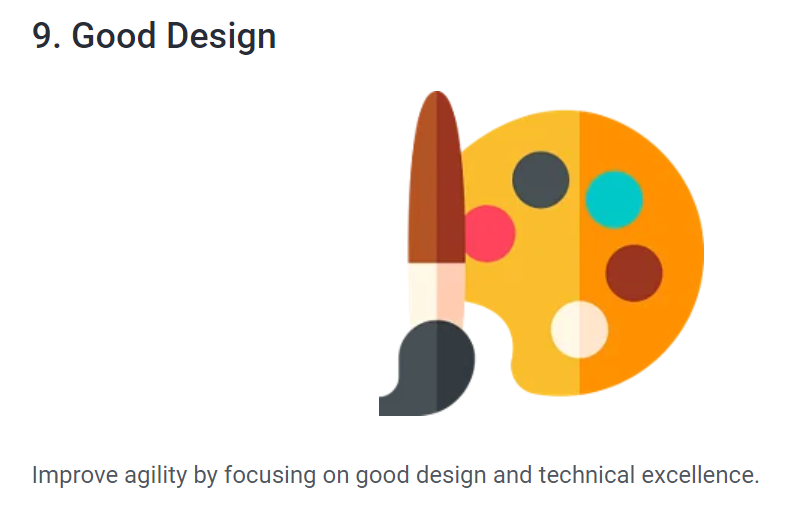 9. Good Design
Improve agility by focusing on good design and technical excellence.